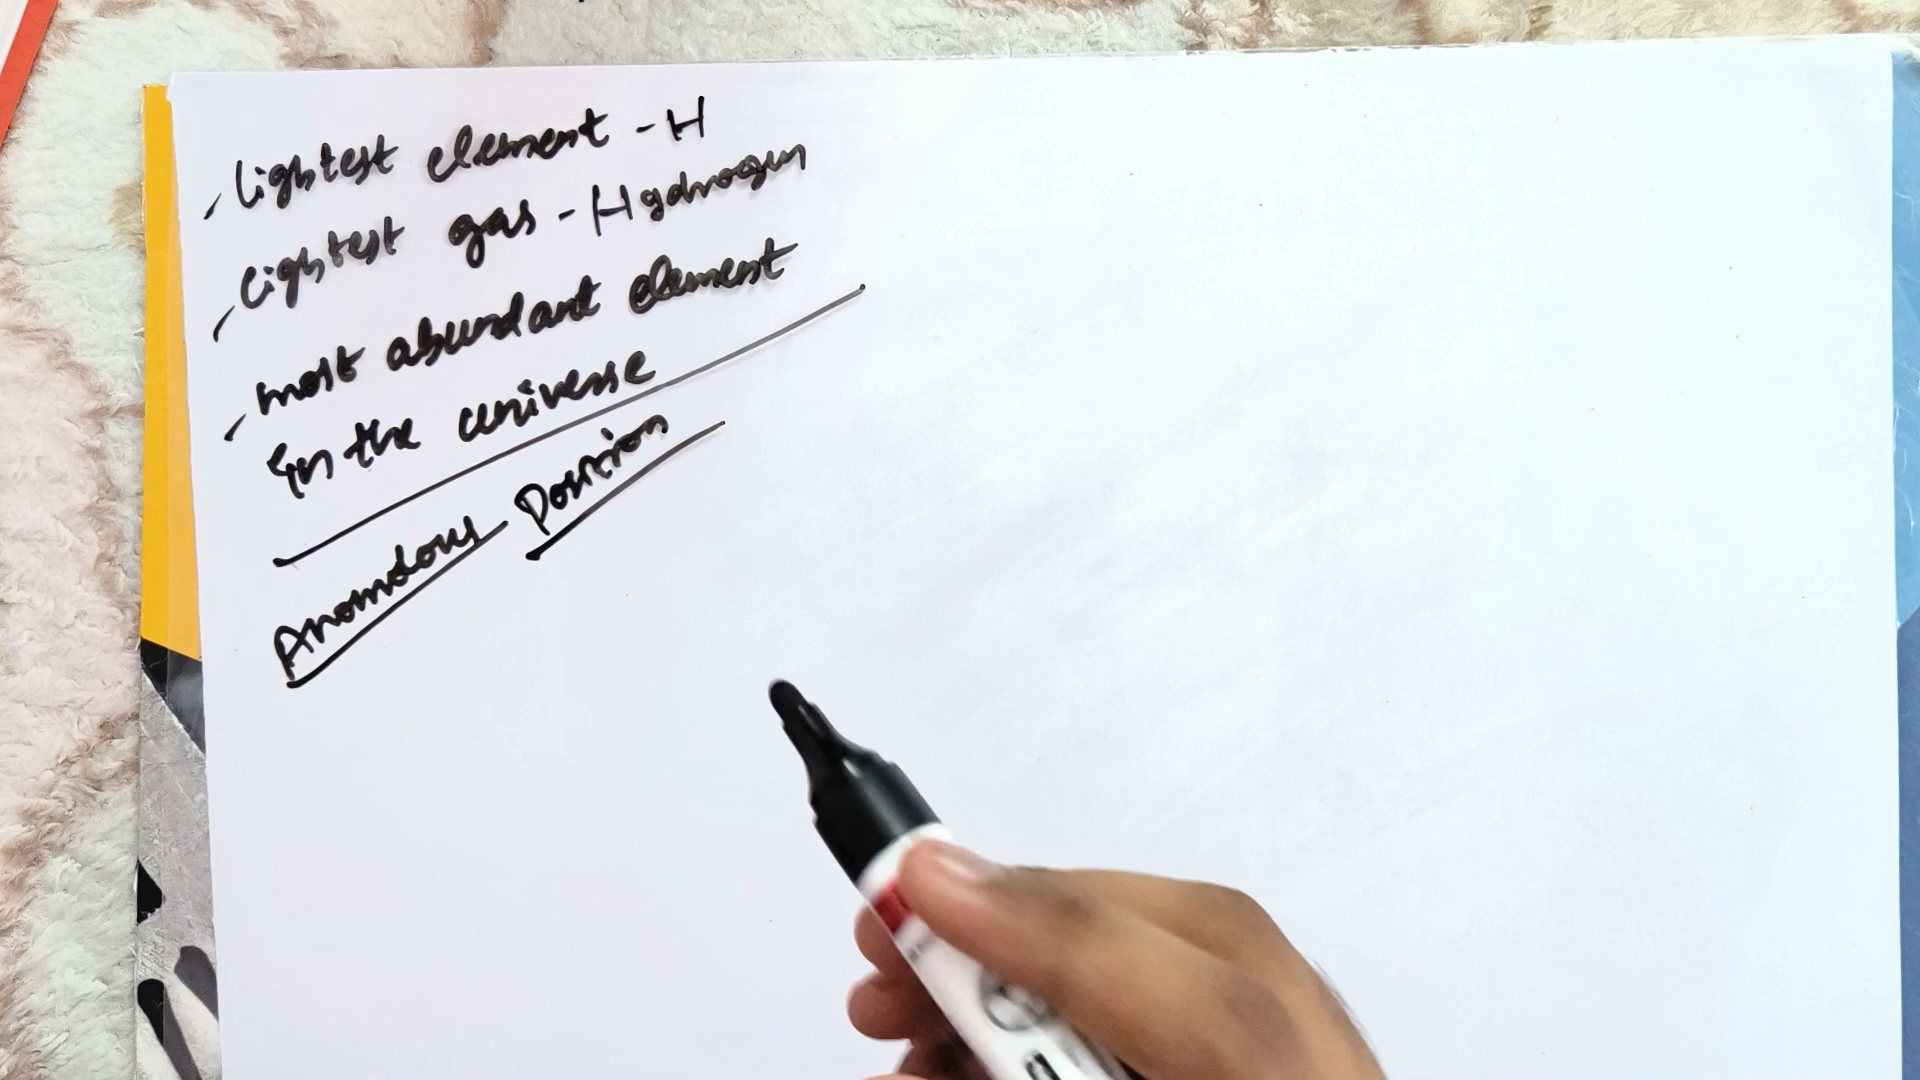 Lightest element - H
Lightest gas - Hydrogen
most abundant element
in the universe
Anomalous Position